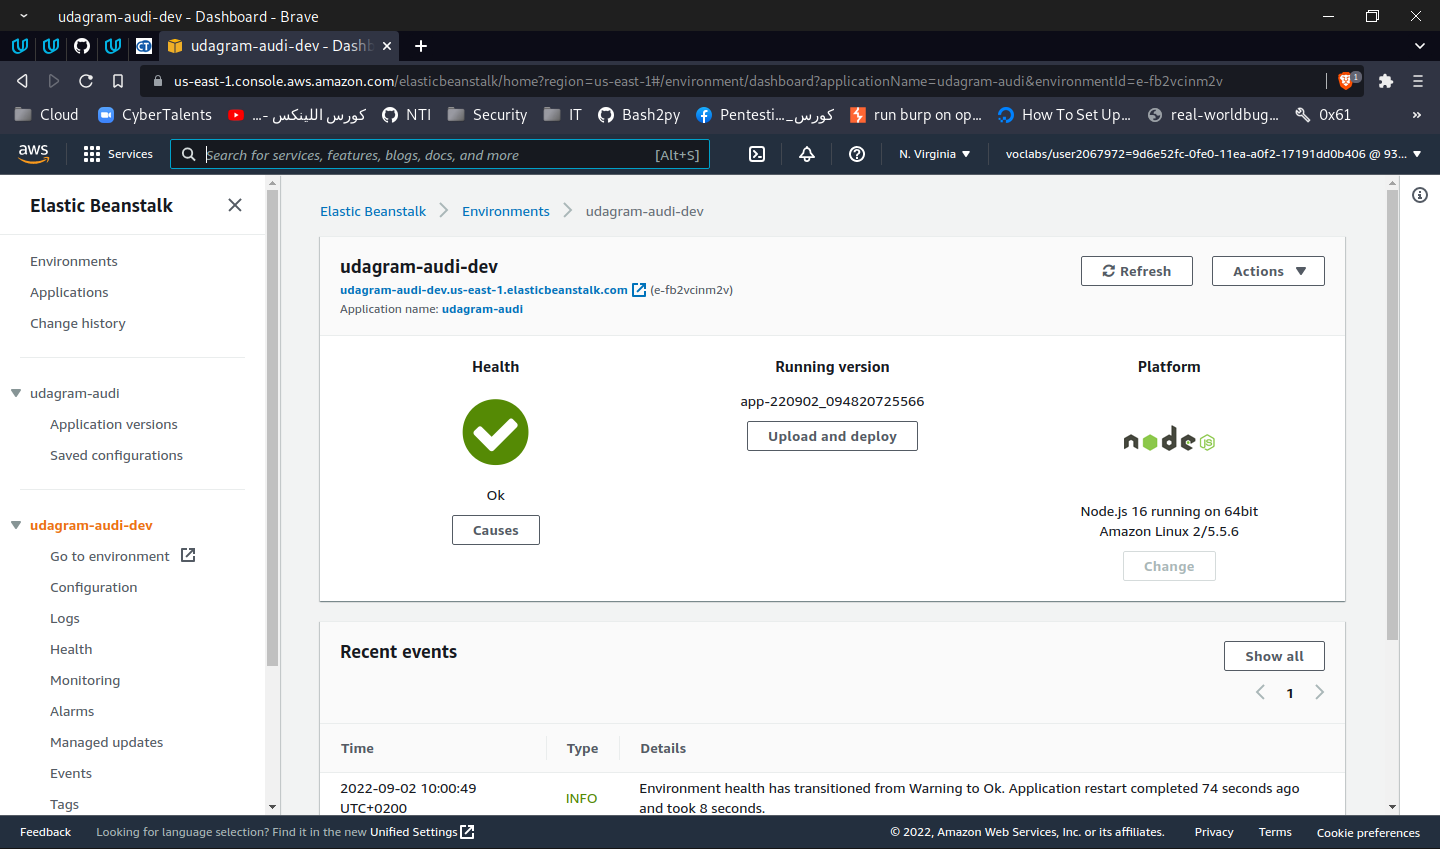 udagram-audi-dev - Dashboard - Brave
CT
udagram-audi-dev - Dashb
us-east-1.console.aws.amazon.com/elasticbeanstalk/home?region=us-east-1#/environment/dashboard?applicationName=udagram-audi&environmentId=e-fb2vcinm2v
1
Cloud
CyberTalents
كورس اللينكس -...
NTI
Security
IT
Bash2py
Pentesti..._كورس
run burp on op...
How To Set Up...
real-worldbug...
0x61
»
aws
Services
Search for services, features, blogs, docs, and more
[Alt+S]
N. Virginia
voclabs/user2067972=9d6e52fc-0fe0-11ea-a0f2-17191dd0b406 @ 93...
Elastic Beanstalk
Environments
Applications
Change history
udagram-audi
Application versions
Saved configurations
udagram-audi-dev
Go to environment
Configuration
Logs
Health
Monitoring
Alarms
Managed updates
Events
Tags
Elastic Beanstalk
Environments
udagram-audi-dev
udagram-audi-dev
udagram-audi-dev.us-east-1.elasticbeanstalk.com (e-fb2vcinm2v)
Application name: udagram-audi
Refresh
Actions
Health
Ok
Causes
Running version
app-220902_094820725566
Upload and deploy
Platform
node
JS
Node.js 16 running on 64bit
Amazon Linux 2/5.5.6
Change
Recent events
Show all
1
Time
Type
Details
2022-09-02 10:00:49
UTC+0200
INFO
Environment health has transitioned from Warning to Ok. Application restart completed 74 seconds ago
and took 8 seconds.
Feedback
Looking for language selection? Find it in the new Unified Settings
© 2022, Amazon Web Services, Inc. or its affiliates.
Privacy
Terms
Cookie preferences